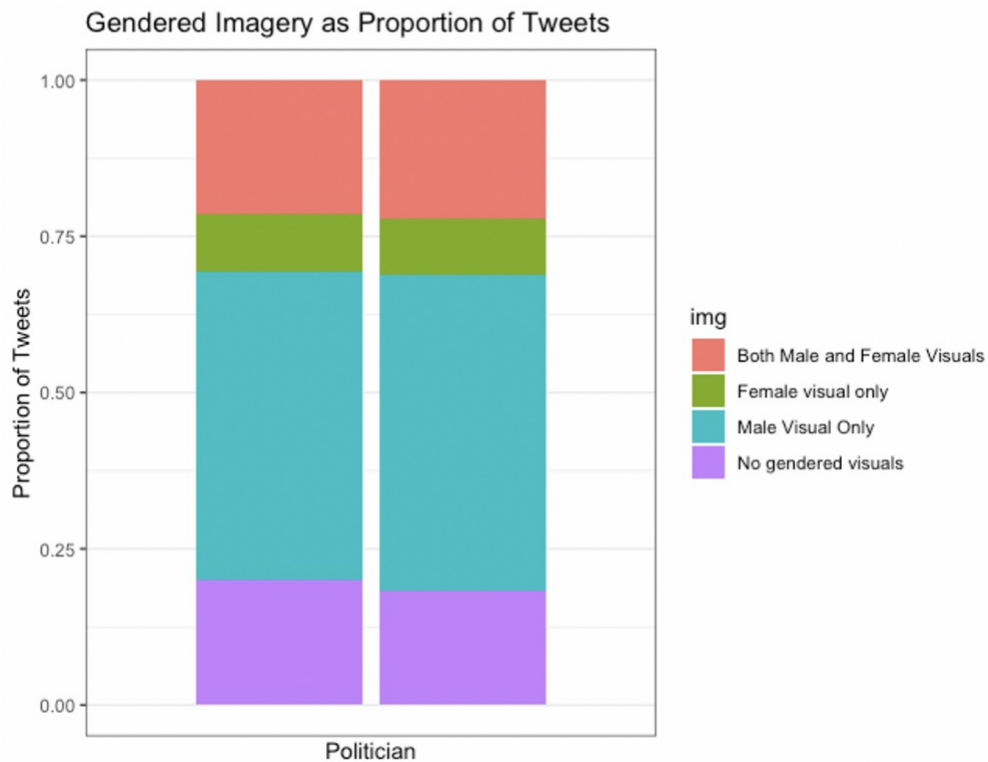 Gendered Imagery as Proportion of Tweets
1.00
0.75
0.50
0.25
0.00
Proportion of Tweets
Politician
img
Both Male and Female Visuals
Female visual only
Male Visual Only
No gendered visuals